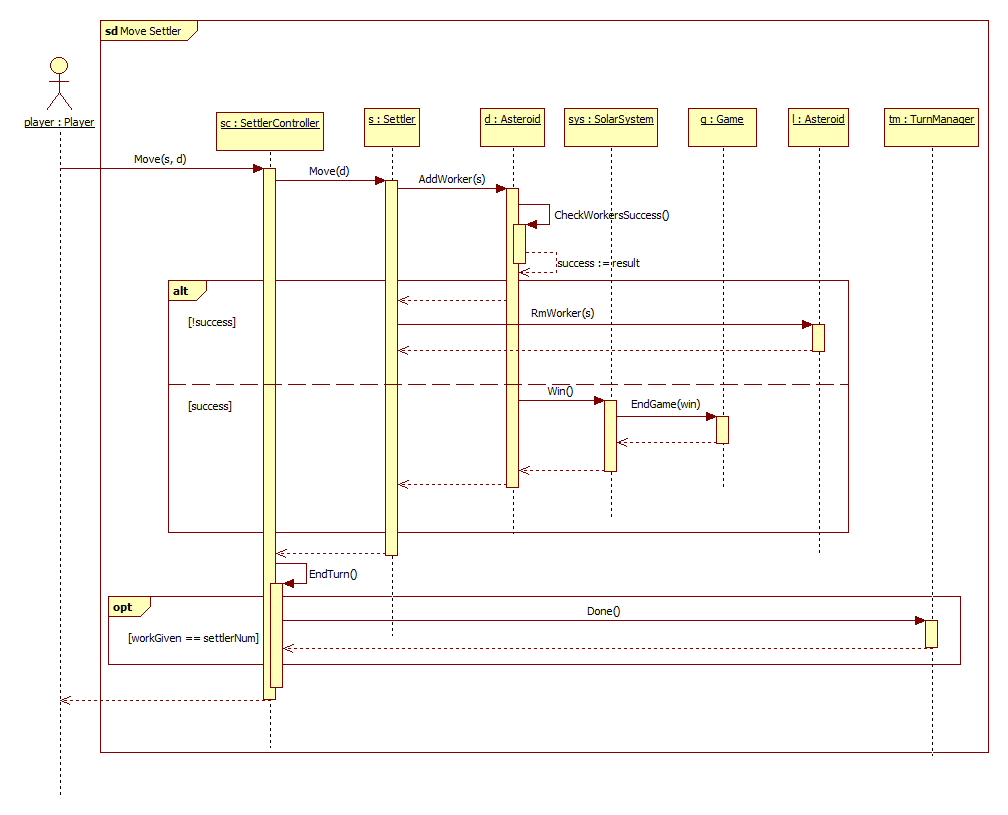 sd Move Settler
player : Player
sc : SettlerController
s : Settler
d : Asteroid
sys : SolarSystem
g : Game
l : Asteroid
tm : TurnManager
Move(s, d)
Move(d)
AddWorker(s)
CheckWorkersSuccess()
success := result
alt
[!success]
RmWorker(s)
[success]
Win()
EndGame(win)
EndTurn()
opt
Done()
[workGiven == settlerNum]